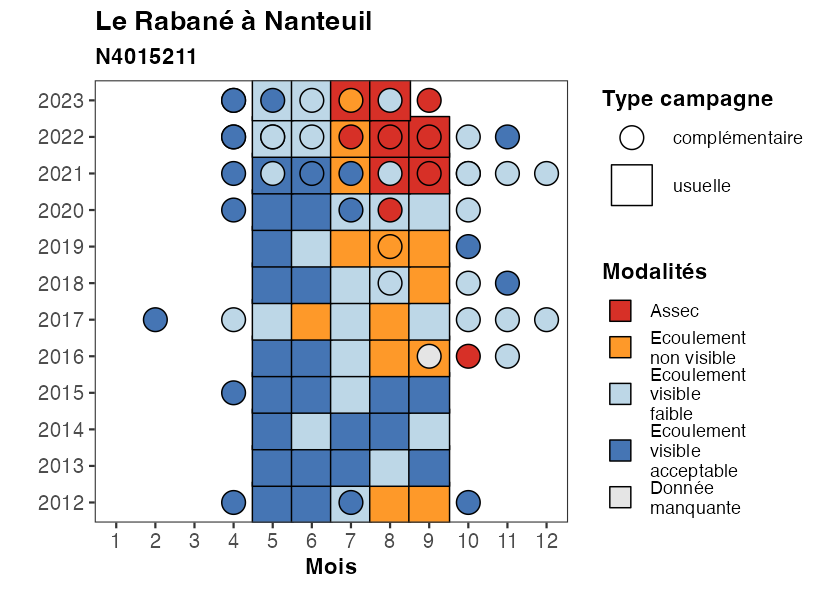 Le Rabané à Nanteuil
N4015211
2023
2022
2021
2020
2019
2018
2017
2016
2015
2014
2013
2012
1 2 3 4 5 6 7 8 9 10 11 12
Mois
Type campagne
complémentaire
usuelle
Modalités
Assec
Ecoulement
non visible
Ecoulement
visible
faible
Ecoulement
visible
acceptable
Donnée
manquante